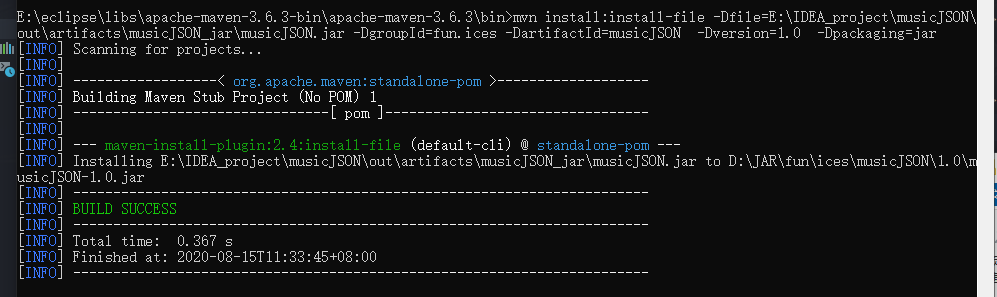 E:\eclipse\libs\apache-maven-3.6.3-bin\apache-maven-3.6.3\bin>mvn install:install-file -Dfile=E:\IDEA_project\musicJSON\
out\artifacts\musicJSON_jar\musicJSON.jar -DgroupId=fun.ices -DartifactId=musicJSON  -Dversion=1.0  -Dpackaging=jar
[INFO] Scanning for projects...
[INFO]
[INFO] ------------------< org.apache.maven:standalone-pom >-------------------
[INFO] Building Maven Stub Project (No POM) 1
[INFO] --------------------------------[ pom ]---------------------------------
[INFO]
[INFO] --- maven-install-plugin:2.4:install-file (default-cli) @ standalone-pom ---
[INFO] Installing E:\IDEA_project\musicJSON\out\artifacts\musicJSON_jar\musicJSON.jar to D:\JAR\fun\ices\musicJSON\1.0\m
usicJSON-1.0.jar
[INFO] ------------------------------------------------------------------------
[INFO] BUILD SUCCESS
[INFO] ------------------------------------------------------------------------
[INFO] Total time:  0.367 s
[INFO] Finished at: 2020-08-15T11:33:45+08:00
[INFO] ------------------------------------------------------------------------